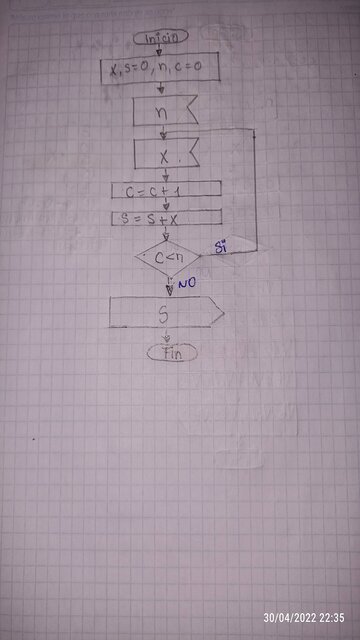 Inicio
x, s=0, n, c=0
n
x
c = c + 1
s = s + x
c < n
Si
NO
S
Fin
30/04/2022 22:35